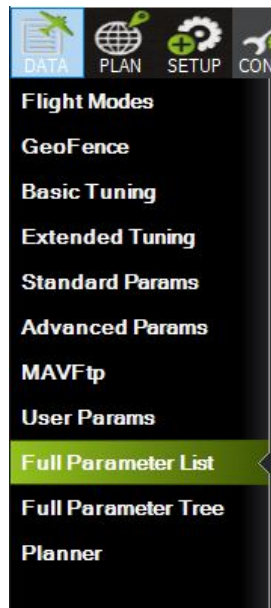 DATA PLAN SETUP CON
Flight Modes
GeoFence
Basic Tuning
Extended Tuning
Standard Params
Advanced Params
MAVFtp
User Params
Full Parameter List
Full Parameter Tree
Planner